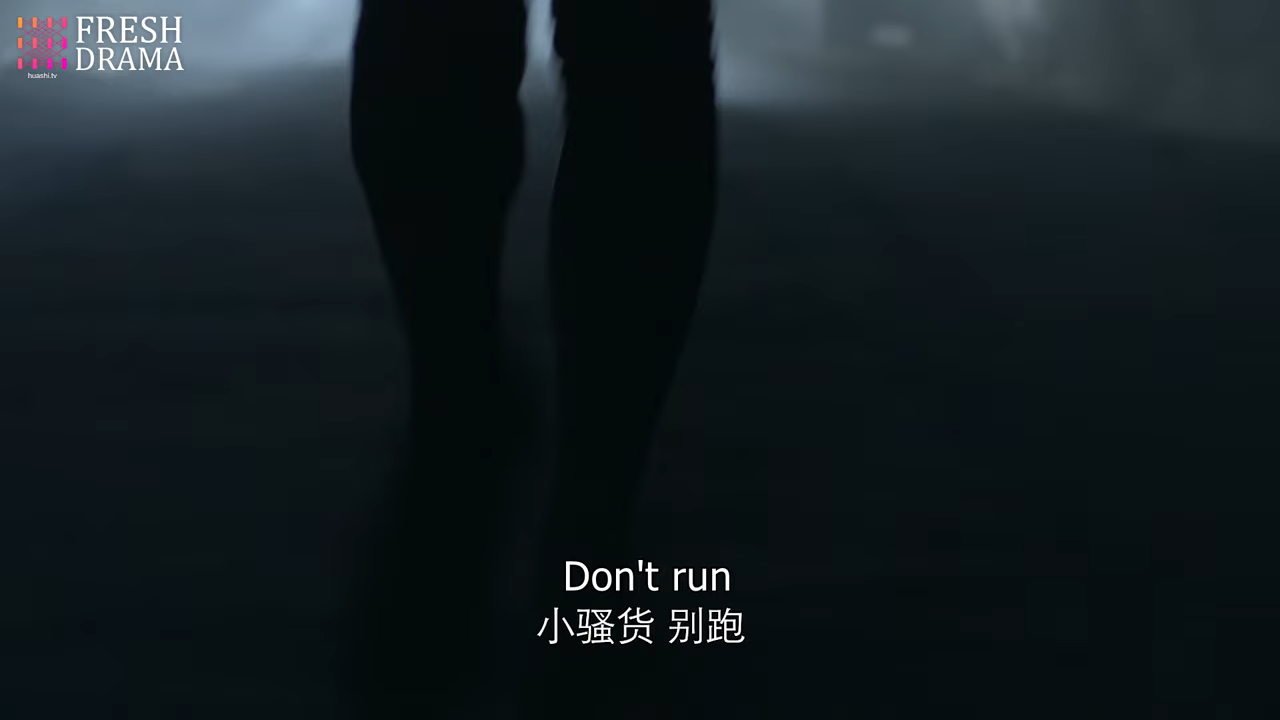 FRESH
DRAMA
huashi.tv
Don't run
小骚货 别跑